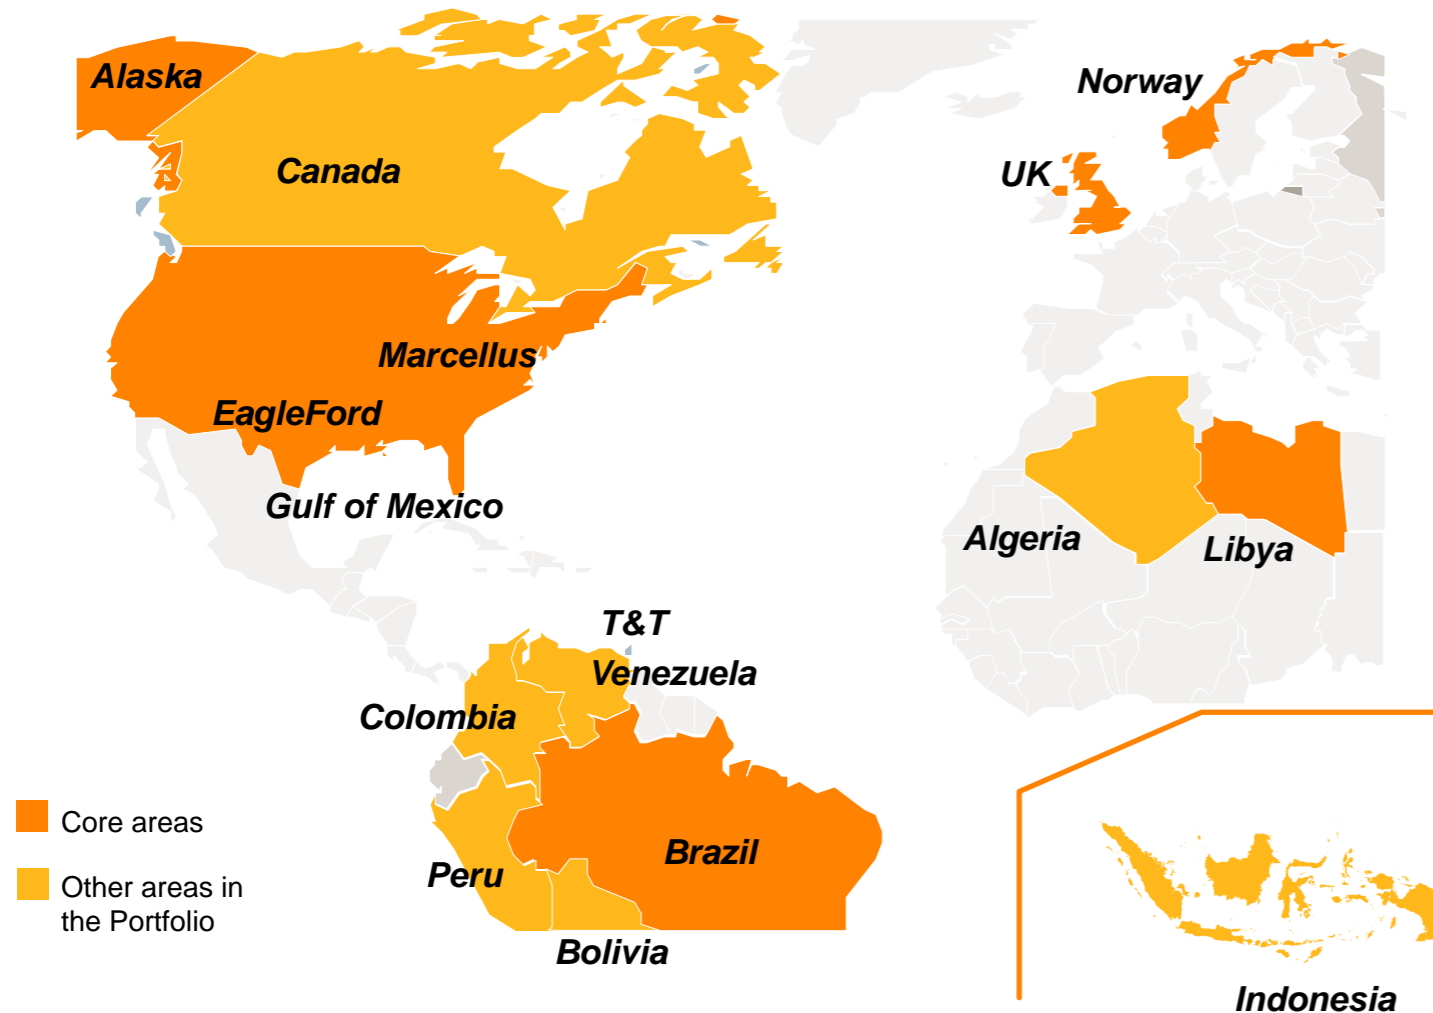 Alaska
Norway
Canada
UK
Marcellus
EagleFord
Gulf of Mexico
Algeria
Libya
T&T
Venezuela
Colombia
Core areas
Brazil
Peru
Other areas in
the Portfolio
Bolivia
Indonesia